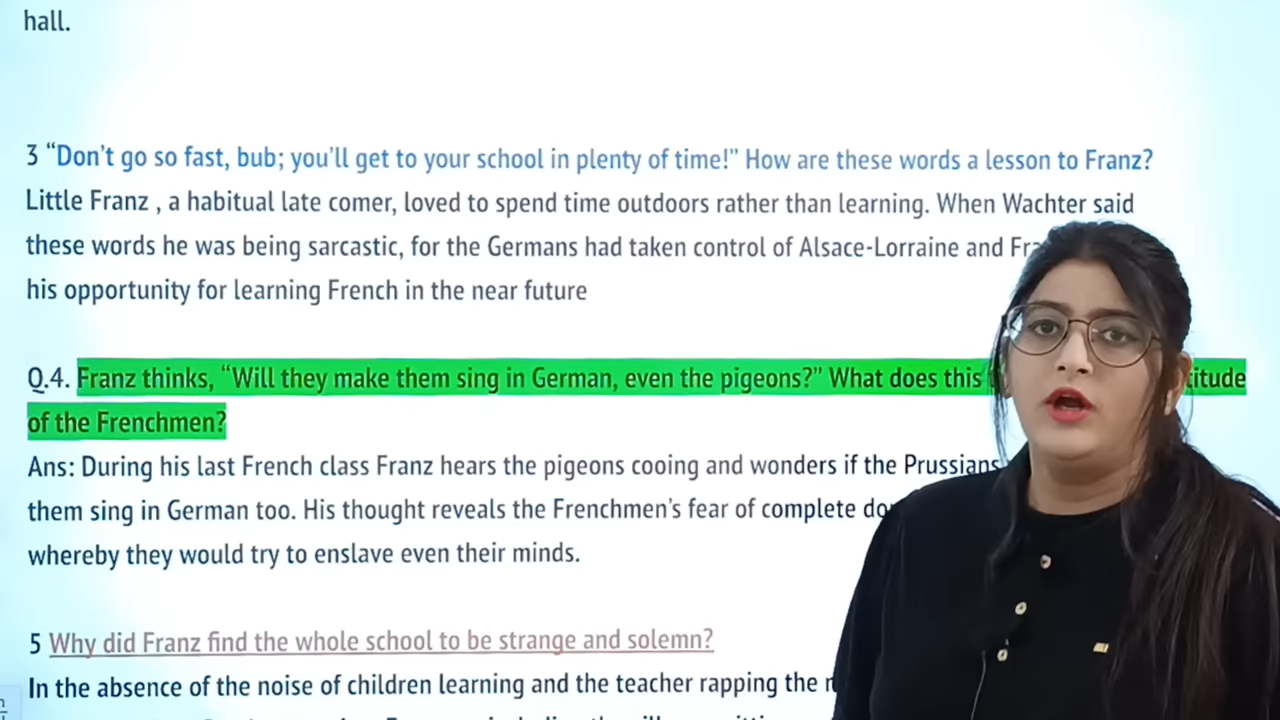 hall.
3 “Don’t go so fast, bub; you’ll get to your school in plenty of time!” How are these words a lesson to Franz?
Little Franz , a habitual late comer, loved to spend time outdoors rather than learning. When Wachter said
these words he was being sarcastic, for the Germans had taken control of Alsace-Lorraine and
his opportunity for learning French in the near future
Q.4. Franz thinks, “Will they make them sing in German, even the pigeons?” What does this
of the Frenchmen?
Ans: During his last French class Franz hears the pigeons cooing and wonders if the Prussians
them sing in German too. His thought reveals the Frenchmen’s fear of complete
whereby they would try to enslave even their minds.
5 Why did Franz find the whole school to be strange and solemn?
In the absence of the noise of children learning and the teacher rapping the